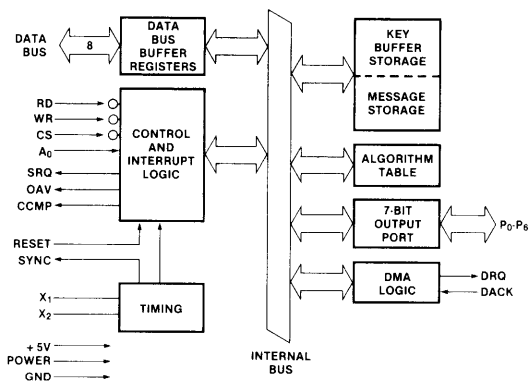 DATA
BUS
8
DATA
BUS
BUFFER
REGISTERS
RD
WR
CS
A0
SRQ
OAV
CCMP
CONTROL
AND
INTERRUPT
LOGIC
RESET
SYNC
X1
X2
TIMING
+5V
POWER
GND
INTERNAL
BUS
KEY
BUFFER
STORAGE
MESSAGE
STORAGE
ALGORITHM
TABLE
7-BIT
OUTPUT
PORT
P0-P6
DMA
LOGIC
DRQ
DACK